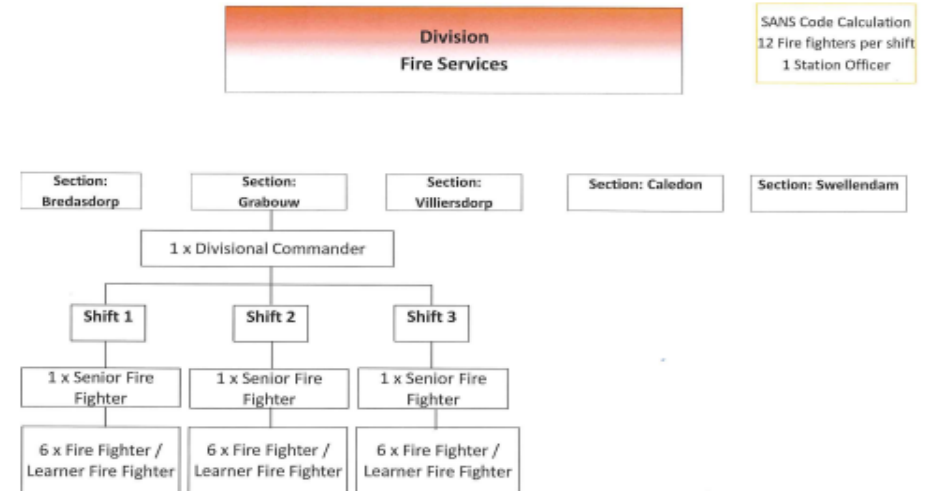 Division
Fire Services
SANS Code Calculation
12 Fire fighters per shift
1 Station Officer
Section:
Bredasdorp
Section:
Grabouw
Section:
Villiersdorp
Section: Caledon
Section: Swellendam
1 x Divisional Commander
Shift 1
Shift 2
Shift 3
1 x Senior Fire
Fighter
1 x Senior Fire
Fighter
1 x Senior Fire
Fighter
6 x Fire Fighter /
Learner Fire Fighter
6 x Fire Fighter /
Learner Fire Fighter
6 x Fire Fighter /
Learner Fire Fighter